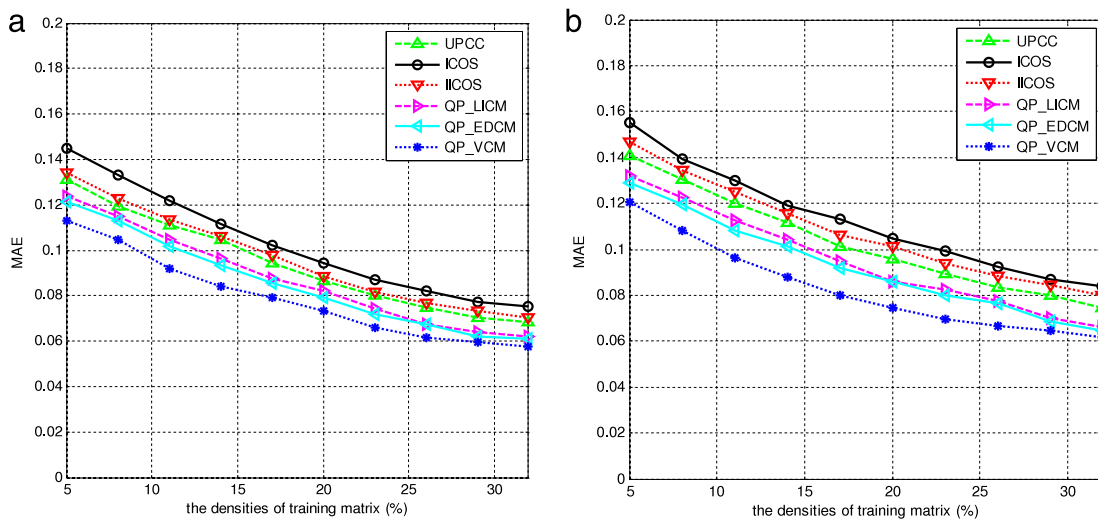 a
0.2
0.18
0.16
0.14
0.12
0.1
0.08
0.06
0.04
0.02
0
MAE
5
10
15
20
25
30
the densities of training matrix (%)
UPCC
ICOS
IICOS
QP_LICM
QP_EDCM
QP_VCM
b
0.2
0.18
0.16
0.14
0.12
0.1
0.08
0.06
0.04
0.02
0
MAE
5
10
15
20
25
30
the densities of training matrix (%)
UPCC
ICOS
IICOS
QP_LICM
QP_EDCM
QP_VCM